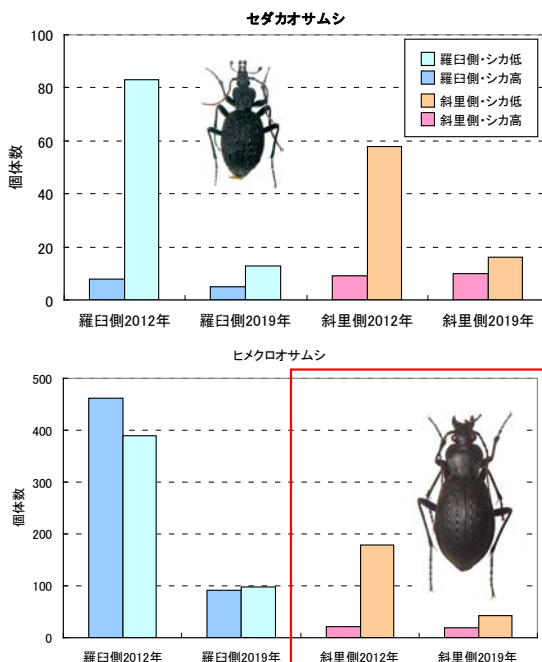 セダカオサムシ
100
80
60
40
20
0
個体数
羅臼側・シカ低
羅臼側・シカ高
斜里側・シカ低
斜里側・シカ高
羅臼側2012年
羅臼側2019年
斜里側2012年
斜里側2019年
ヒメクロオサムシ
500
400
300
200
100
0
個体数
羅臼側2012年
羅臼側2019年
斜里側2012年
斜里側2019年